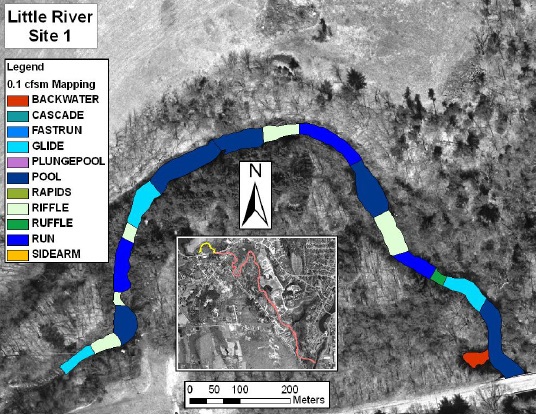 Little River
Site 1
Legend
0.1 cfsm Mapping
BACKWATER
CASCADE
FASTRUN
GLIDE
PLUNGEPOOL
POOL
RAPIDS
RIFFLE
RUFFLE
RUN
SIDEARM
N
0 50 100 200
Meters